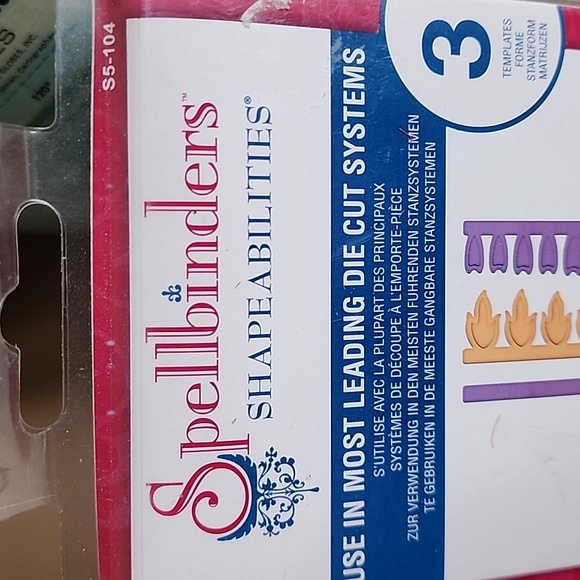 S5-104
Spellbinders™
SHAPEABILITIES®
3
TEMPLATES
FORME
STANZFORM
MATRIJZEN
USE IN MOST LEADING DIE CUT SYSTEMS
S'UTILISE AVEC LA PLUPART DES PRINCIPAUX
SYSTÈMES DE DÉCOUPE À L'EMPORTE-PIÈCE
ZUR VERWENDUNG IN DEN MEISTEN FÜHRENDEN STANZSYSTEMEN
TE GEBRUIKEN IN DE MEESTE GANGBARE STANZSYSTEMEN